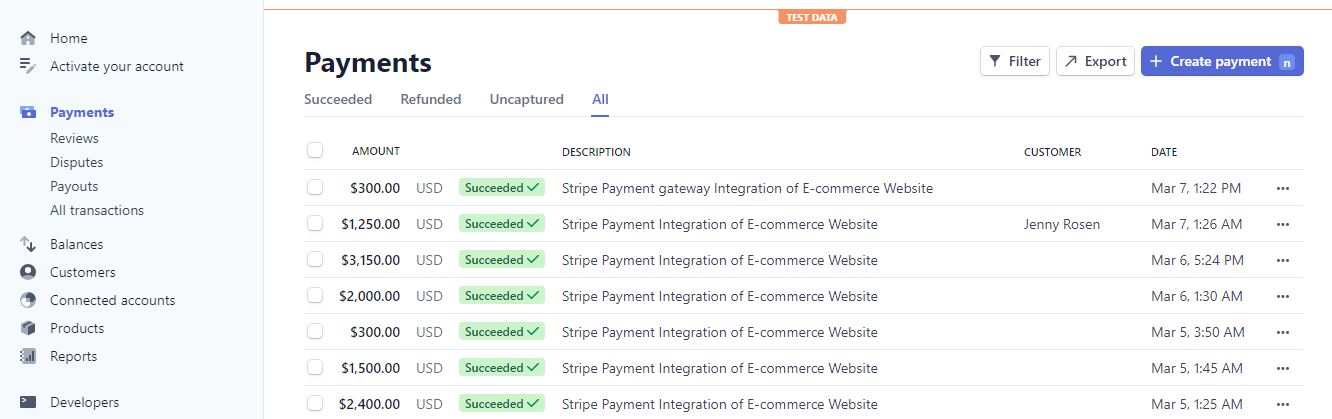 TEST DATA
Home
Activate your account
Payments
Reviews
Disputes
Payouts
All transactions
Balances
Customers
Connected accounts
Products
Reports
Developers
Payments
Filter Export + Create payment n
Succeeded Refunded Uncaptured All
AMOUNT DESCRIPTION CUSTOMER DATE
$300.00 USD Succeeded ✓ Stripe Payment gateway Integration of E-commerce Website Mar 7, 1:22 PM ···
$1,250.00 USD Succeeded ✓ Stripe Payment Integration of E-commerce Website Jenny Rosen Mar 7, 1:26 AM ···
$3,150.00 USD Succeeded ✓ Stripe Payment Integration of E-commerce Website Mar 6, 5:24 PM ···
$2,000.00 USD Succeeded ✓ Stripe Payment Integration of E-commerce Website Mar 6, 1:30 AM ···
$300.00 USD Succeeded ✓ Stripe Payment Integration of E-commerce Website Mar 5, 3:50 AM ···
$1,500.00 USD Succeeded ✓ Stripe Payment Integration of E-commerce Website Mar 5, 1:45 AM ···
$2,400.00 USD Succeeded ✓ Stripe Payment Integration of E-commerce Website Mar 5, 1:25 AM ···